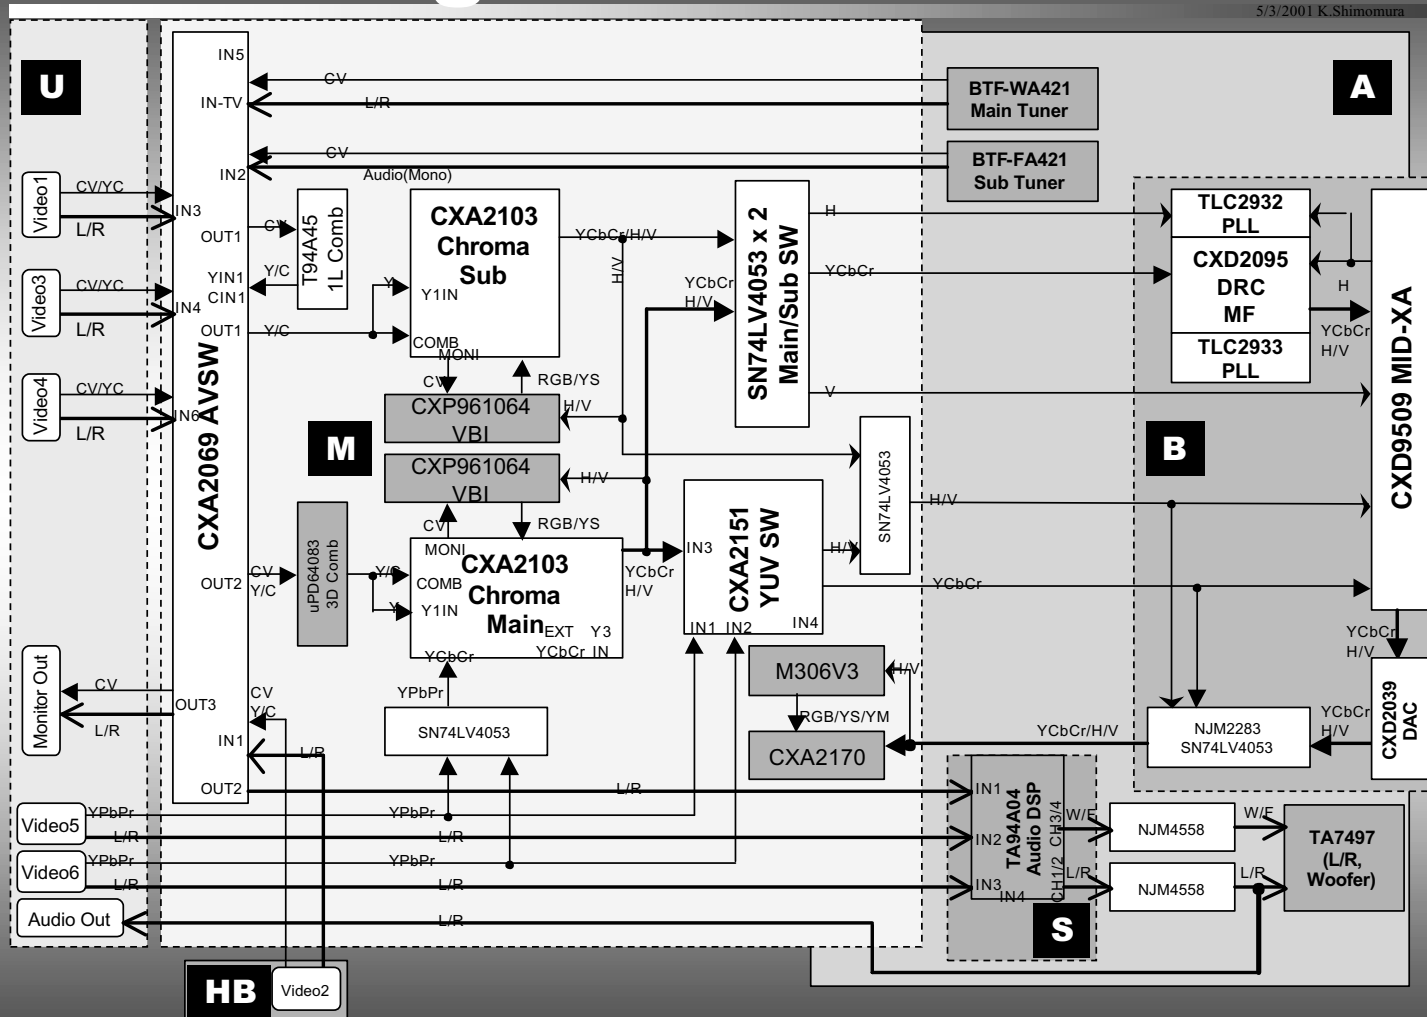 5/3/2001 K.Shimomura
U
A
IN5
CV
IN-TV
L/R
BTF-WA421
Main Tuner
CV
IN2
Audio(Mono)
BTF-FA421
Sub Tuner
Video1
CV/YC
L/R
IN3
OUT1
CV
T94A45
1L Comb
YIN1
Y/C
CIN1
CXA2103
Chroma
Sub
Y
Y1IN
YCbCr/H/V
H/V
YCbCr
H/V
SN74LV4053 x 2
Main/Sub SW
H
YCbCr
V
TLC2932
PLL
CXD2095
DRC
MF
TLC2933
PLL
H
YCbCr
H/V
CXD9509 MID-XA
Video3
CV/YC
L/R
IN4
OUT1
Y/C
COMB
MONI
CV
RGB/YS
Video4
CV/YC
L/R
IN6
CXA2069 AVSW
M
CXP961064
VBI
H/V
CXP961064
VBI
H/V
CV
RGB/YS
MONI
SN74LV4053
H/V
B
CXA2151
YUV SW
IN3
H/V
YCbCr
IN1
IN2
IN4
OUT2
CV
Y/C
uPD64083
3D Comb
Y/C
Y
COMB
Y1IN
CXA2103
Chroma
Main
EXT
Y3
YCbCr
IN
YCbCr
YCbCr
H/V
YCbCr
H/V
Monitor Out
CV
L/R
OUT3
CV
Y/C
IN1
L/R
YPbPr
SN74LV4053
M306V3
H/V
RGB/YS/YM
CXA2170
YCbCr/H/V
NJM2283
SN74LV4053
YCbCr
H/V
CXD2039
DAC
OUT2
L/R
Video5
YPbPr
L/R
YPbPr
L/R
Video6
YPbPr
L/R
YPbPr
L/R
IN1
IN2
IN3
IN4
TA94A04
Audio DSP
CH3/4
CH1/2
W/F
L/R
NJM4558
NJM4558
W/F
L/R
TA7497
(L/R,
Woofer)
Audio Out
L/R
S
HB
Video2